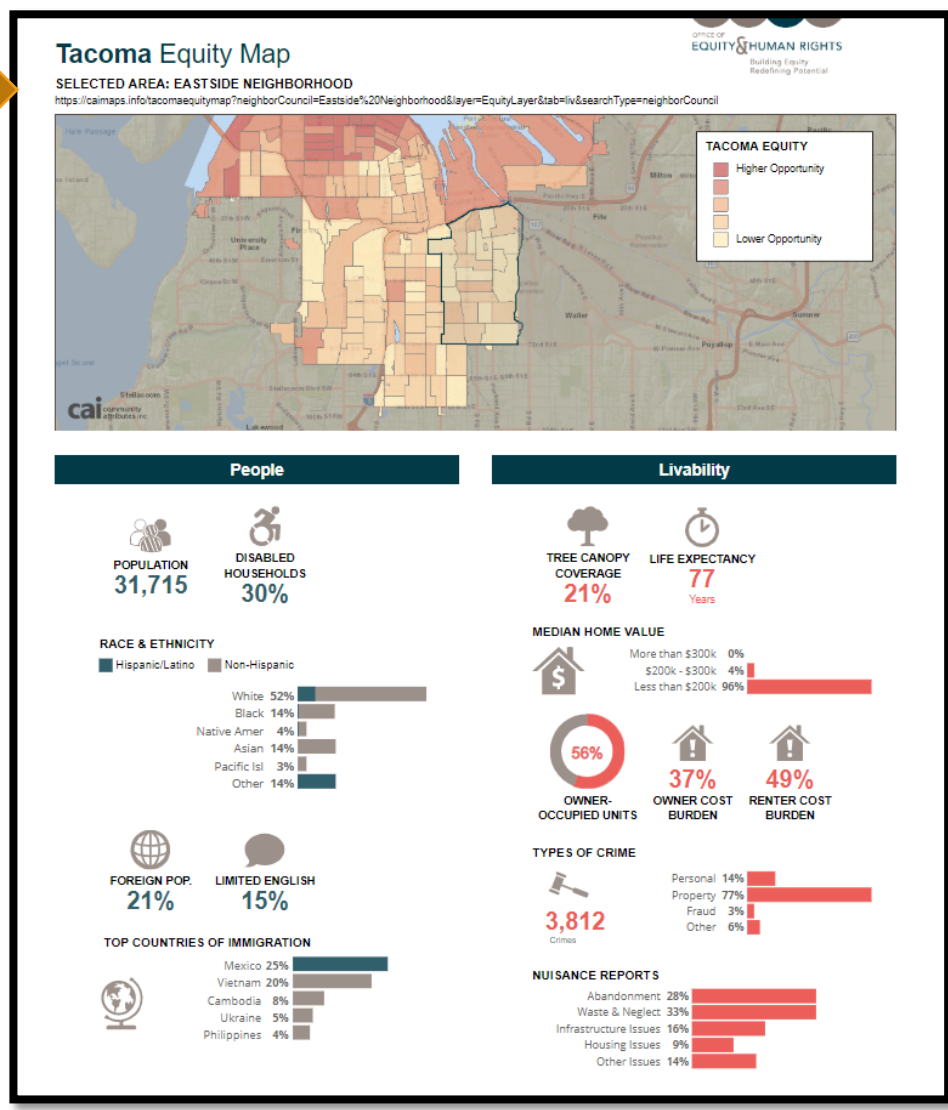 OFFICE OF
EQUITY & HUMAN RIGHTS
Building Equity
Redefining Potential
Tacoma Equity Map
SELECTED AREA: EASTSIDE NEIGHBORHOOD
https://caimaps.info/tacomaequitymap?neighborCouncil=Eastside%20Neighborhood&layer=EquityLayer&tab=liv&searchType=neighborCouncil
Hale Passage
TACOMA EQUITY
Higher Opportunity
Lower Opportunity
Milton
Fife
University
Place
Waller
Puyallup
Sumner
Steilacoom
Lakewood
cai community
attributes inc
People
POPULATION
31,715
DISABLED
HOUSEHOLDS
30%
RACE & ETHNICITY
Hispanic/Latino Non-Hispanic
White 52%
Black 14%
Native Amer 4%
Asian 14%
Pacific Isl 3%
Other 14%
FOREIGN POP.
21%
LIMITED ENGLISH
15%
TOP COUNTRIES OF IMMIGRATION
Mexico 25%
Vietnam 20%
Cambodia 8%
Ukraine 5%
Philippines 4%
Livability
TREE CANOPY
COVERAGE
21%
LIFE EXPECTANCY
77
Years
MEDIAN HOME VALUE
More than $300k 0%
$200k - $300k 4%
Less than $200k 96%
56%
OWNER-
OCCUPIED UNITS
37%
OWNER COST
BURDEN
49%
RENTER COST
BURDEN
TYPES OF CRIME
3,812
Crimes
Personal 14%
Property 77%
Fraud 3%
Other 6%
NUISANCE REPORTS
Abandonment 28%
Waste & Neglect 33%
Infrastructure Issues 16%
Housing Issues 9%
Other Issues 14%